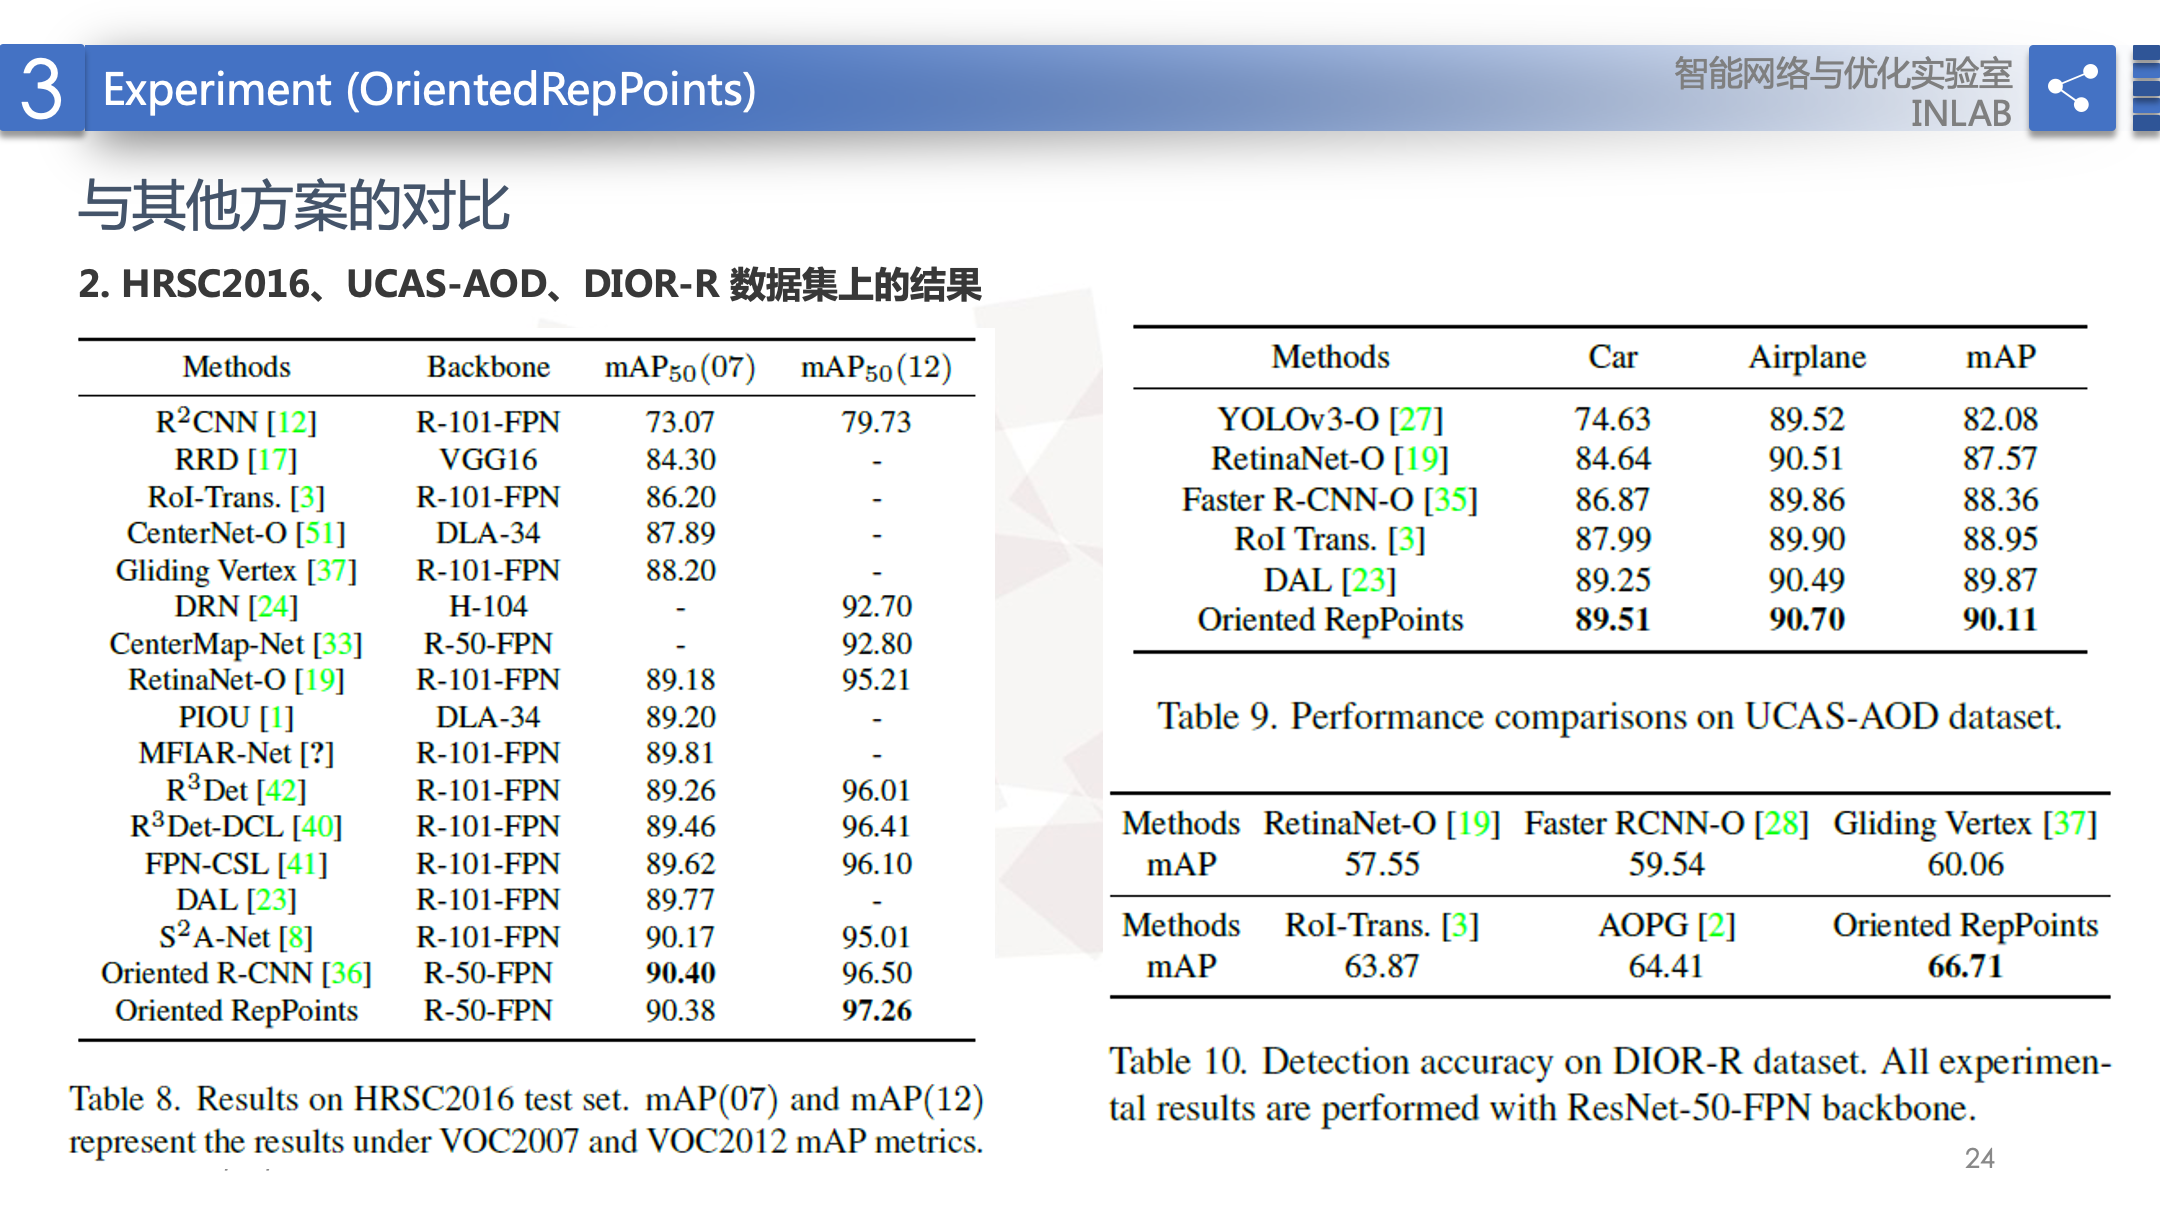 3 Experiment (OrientedRepPoints)
智能网络与优化实验室
INLAB
与其他方案的对比
2. HRSC2016、UCAS-AOD、DIOR-R 数据集上的结果
Methods Backbone mAP₅₀(07) mAP₅₀(12)
R²CNN [12] R-101-FPN 73.07 79.73
RRD [17] VGG16 84.30 -
RoI-Trans. [3] R-101-FPN 86.20 -
CenterNet-O [51] DLA-34 87.89 -
Gliding Vertex [37] R-101-FPN 88.20 -
DRN [24] H-104 - 92.70
CenterMap-Net [33] R-50-FPN - 92.80
RetinaNet-O [19] R-101-FPN 89.18 95.21
PIOU [1] DLA-34 89.20 -
MFIAR-Net [?] R-101-FPN 89.81 -
R³Det [42] R-101-FPN 89.26 96.01
R³Det-DCL [40] R-101-FPN 89.46 96.41
FPN-CSL [41] R-101-FPN 89.62 96.10
DAL [23] R-101-FPN 89.77 -
S²A-Net [8] R-101-FPN 90.17 95.01
Oriented R-CNN [36] R-50-FPN 90.40 96.50
Oriented RepPoints R-50-FPN 90.38 97.26
Table 8. Results on HRSC2016 test set. mAP(07) and mAP(12)
represent the results under VOC2007 and VOC2012 mAP metrics.
Methods Car Airplane mAP
YOLOv3-O [27] 74.63 89.52 82.08
RetinaNet-O [19] 84.64 90.51 87.57
Faster R-CNN-O [35] 86.87 89.86 88.36
RoI Trans. [3] 87.99 89.90 88.95
DAL [23] 89.25 90.49 89.87
Oriented RepPoints 89.51 90.70 90.11
Table 9. Performance comparisons on UCAS-AOD dataset.
Methods RetinaNet-O [19] Faster RCNN-O [28] Gliding Vertex [37]
mAP 57.55 59.54 60.06
Methods RoI-Trans. [3] AOPG [2] Oriented RepPoints
mAP 63.87 64.41 66.71
Table 10. Detection accuracy on DIOR-R dataset. All experimen-
tal results are performed with ResNet-50-FPN backbone.
24